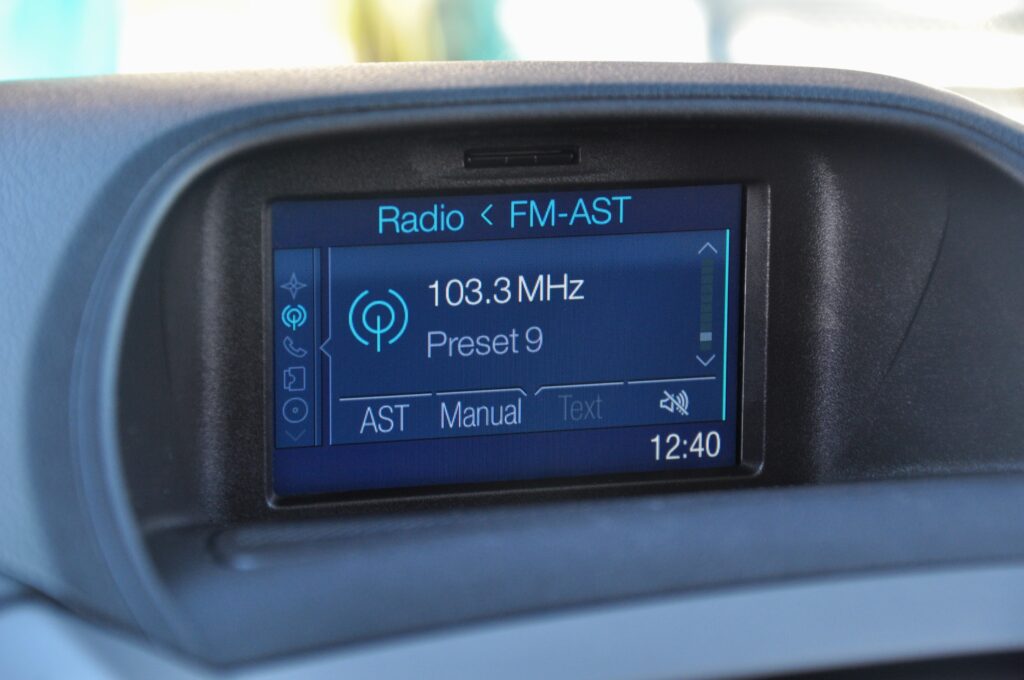 Radio < FM-AST
103.3 MHz
Preset 9
AST Manual Text
12:40